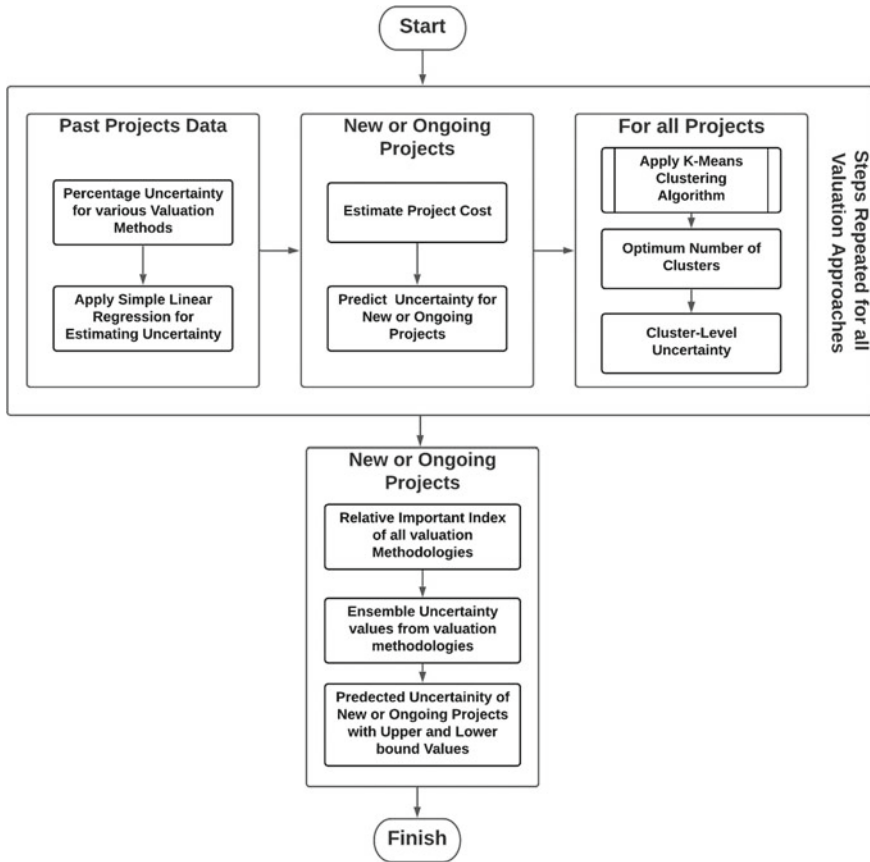 Start
Past Projects Data
Percentage Uncertainty
for various Valuation
Methods
Apply Simple Linear
Regression for
Estimating Uncertainty
New or Ongoing
Projects
Estimate Project Cost
Predict Uncertainty for
New or Ongoing
Projects
For all Projects
Apply K-Means
Clustering
Algorithm
Optimum Number of
Clusters
Cluster-Level
Uncertainty
Steps Repeated for all
Valuation Approaches
New or Ongoing
Projects
Relative Important Index
of all valuation
Methodologies
Ensemble Uncertainty
values from valuation
methodologies
Predected Uncertainity of
New or Ongoing Projects
with Upper and Lower
bound Values
Finish